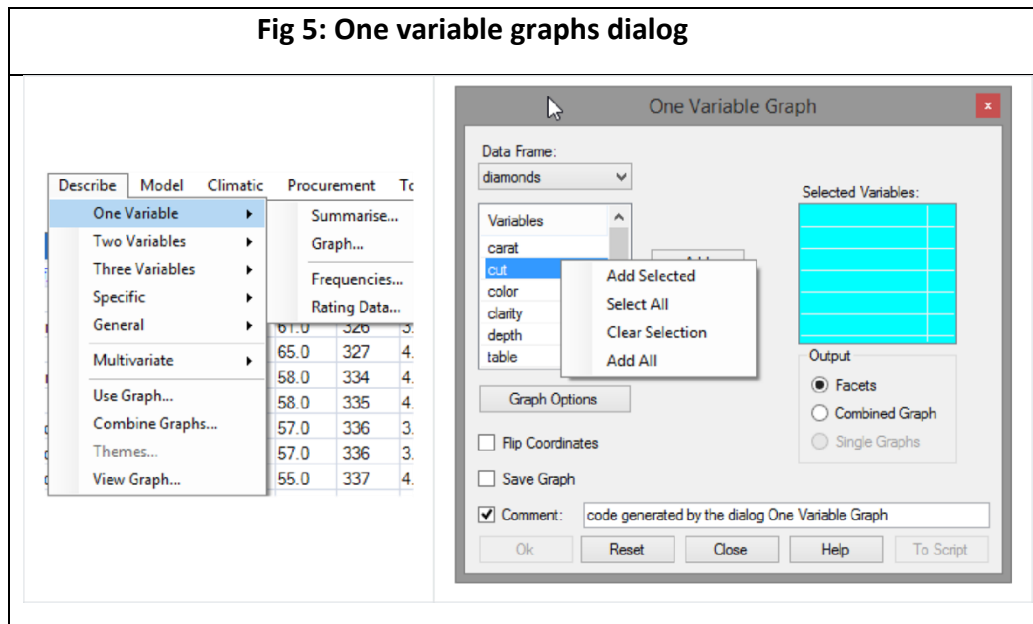 Fig 5: One variable graphs dialog
Describe Model Climatic Procurement
One Variable
Two Variables
Three Variables
Specific
General
Multivariate
Use Graph...
Combine Graphs...
Themes...
View Graph...
Summarise...
Graph...
Frequencies...
Rating Data...
61.0 326 3.
65.0 327 4.
58.0 334 4.
58.0 335 4.
57.0 336 3.
57.0 336 3.
55.0 337 4.
One Variable Graph
x
Data Frame:
diamonds
Variables
carat
cut
color
clarity
depth
table
Add Selected
Select All
Clear Selection
Add All
Selected Variables:
Output
Facets
Combined Graph
Single Graphs
Graph Options
Flip Coordinates
Save Graph
Comment: code generated by the dialog One Variable Graph
Ok Reset Close Help To Script